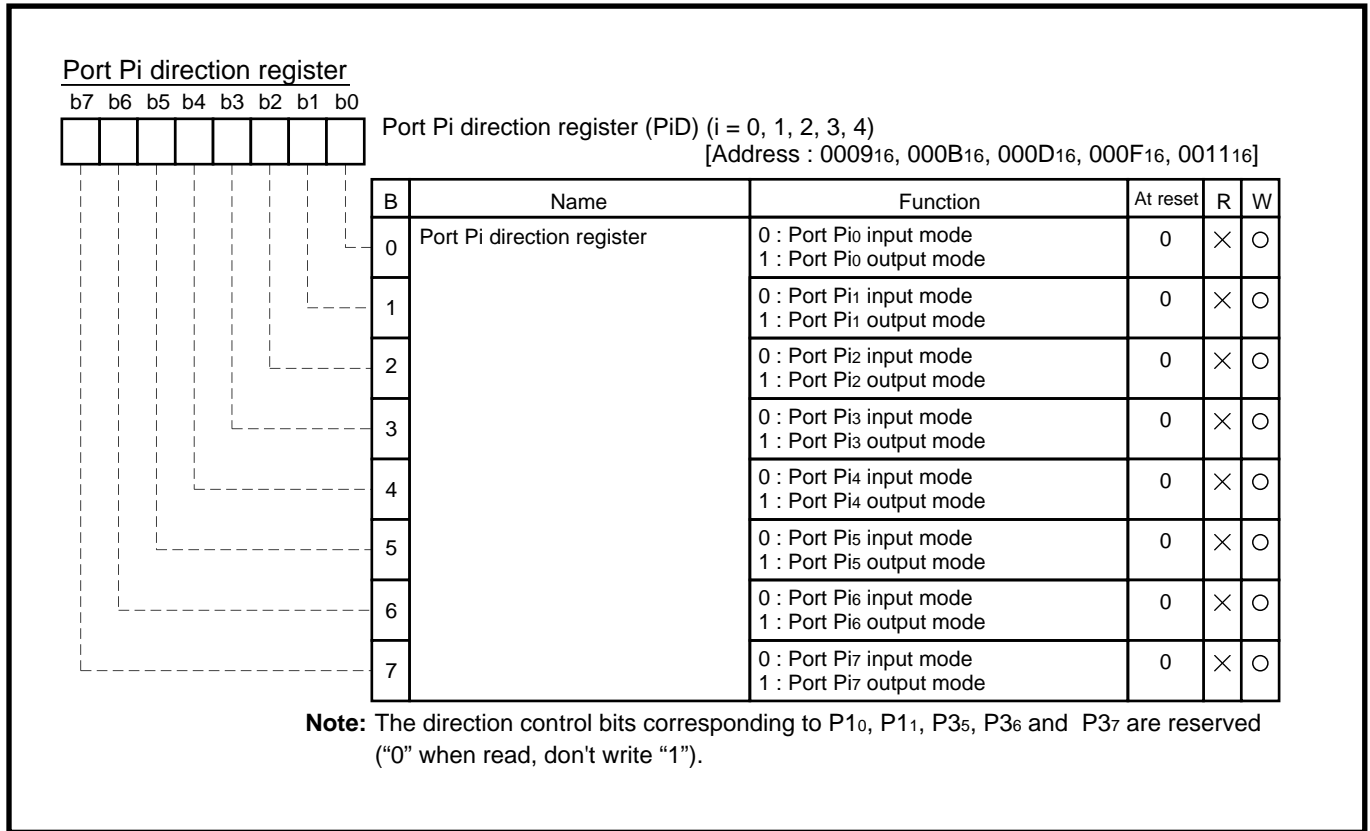 Port Pi direction register
b7 b6 b5 b4 b3 b2 b1 b0
Port Pi direction register (PiD) (i = 0, 1, 2, 3, 4)
[Address : 000916, 000B16, 000D16, 000F16, 001116]
B Name Function At reset R W
0 Port Pi direction register 0 : Port Pi0 input mode 0 × ○
1 : Port Pi0 output mode
1 0 : Port Pi1 input mode 0 × ○
1 : Port Pi1 output mode
2 0 : Port Pi2 input mode 0 × ○
1 : Port Pi2 output mode
3 0 : Port Pi3 input mode 0 × ○
1 : Port Pi3 output mode
4 0 : Port Pi4 input mode 0 × ○
1 : Port Pi4 output mode
5 0 : Port Pi5 input mode 0 × ○
1 : Port Pi5 output mode
6 0 : Port Pi6 input mode 0 × ○
1 : Port Pi6 output mode
7 0 : Port Pi7 input mode 0 × ○
1 : Port Pi7 output mode
Note: The direction control bits corresponding to P10, P11, P35, P36 and P37 are reserved
(“0” when read, don't write “1”).